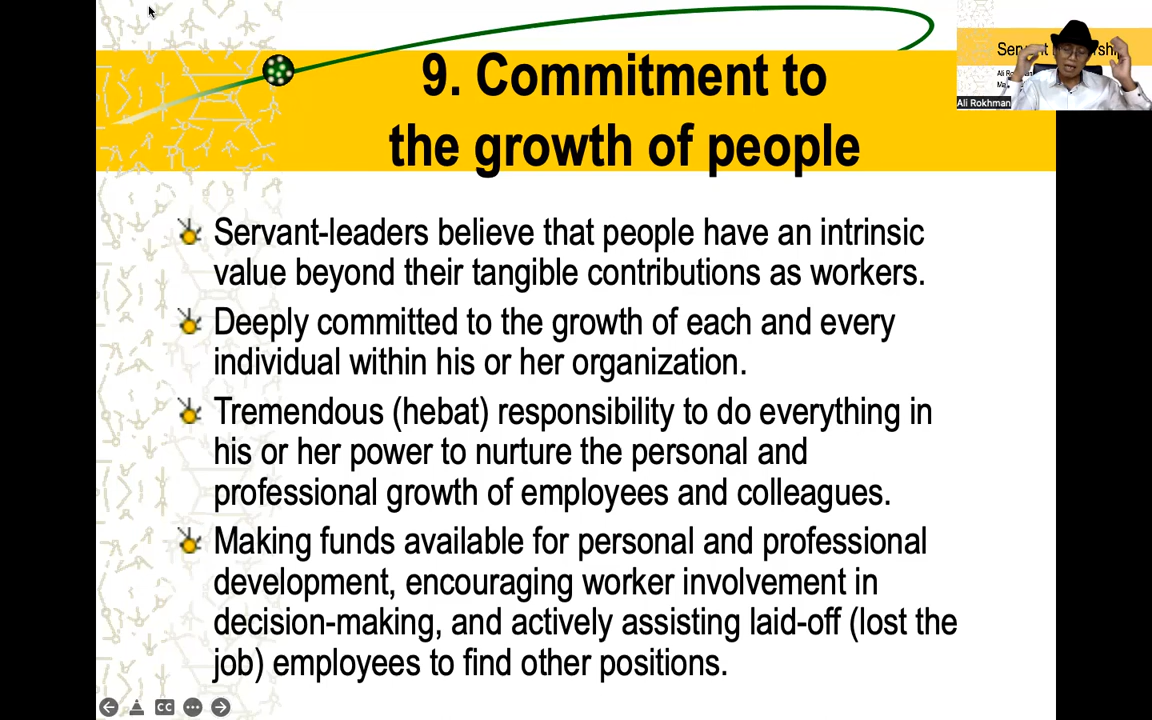 9. Commitment to
the growth of people
Servant-leaders believe that people have an intrinsic
value beyond their tangible contributions as workers.
Deeply committed to the growth of each and every
individual within his or her organization.
Tremendous (hebat) responsibility to do everything in
his or her power to nurture the personal and
professional growth of employees and colleagues.
Making funds available for personal and professional
development, encouraging worker involvement in
decision-making, and actively assisting laid-off (lost the
job) employees to find other positions.
Ali Rokhman
CC